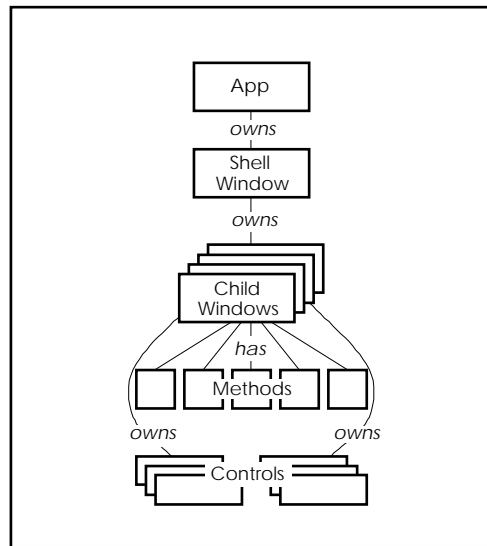 App
owns
Shell
Window
owns
Child
Windows
has
Methods
owns
owns
Controls